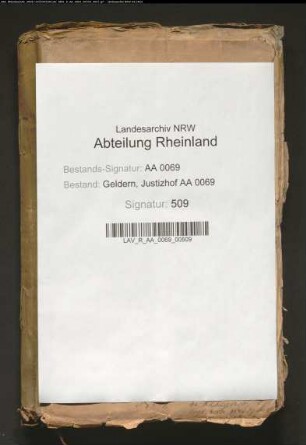 Landesarchiv NRW
Abteilung Rheinland
Bestands-Signatur: AA 0069
Bestand: Geldern, Justizhof AA 0069
Signatur: 509
LAV_R_AA_0069_00509